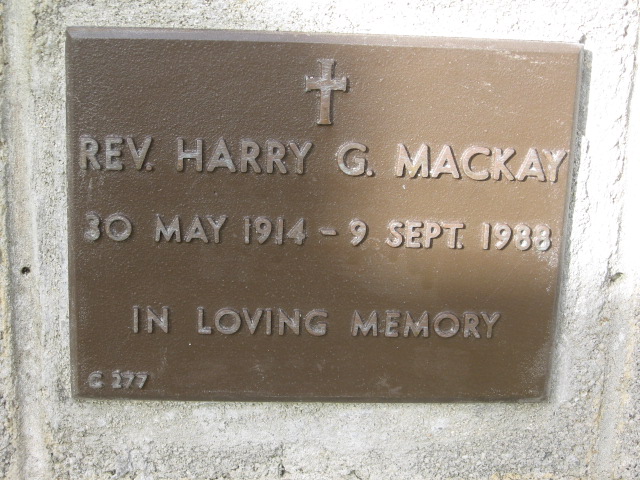 REV. HARRY G. MACKAY
30 MAY 1914 - 9 SEPT. 1988
IN LOVING MEMORY
C 277